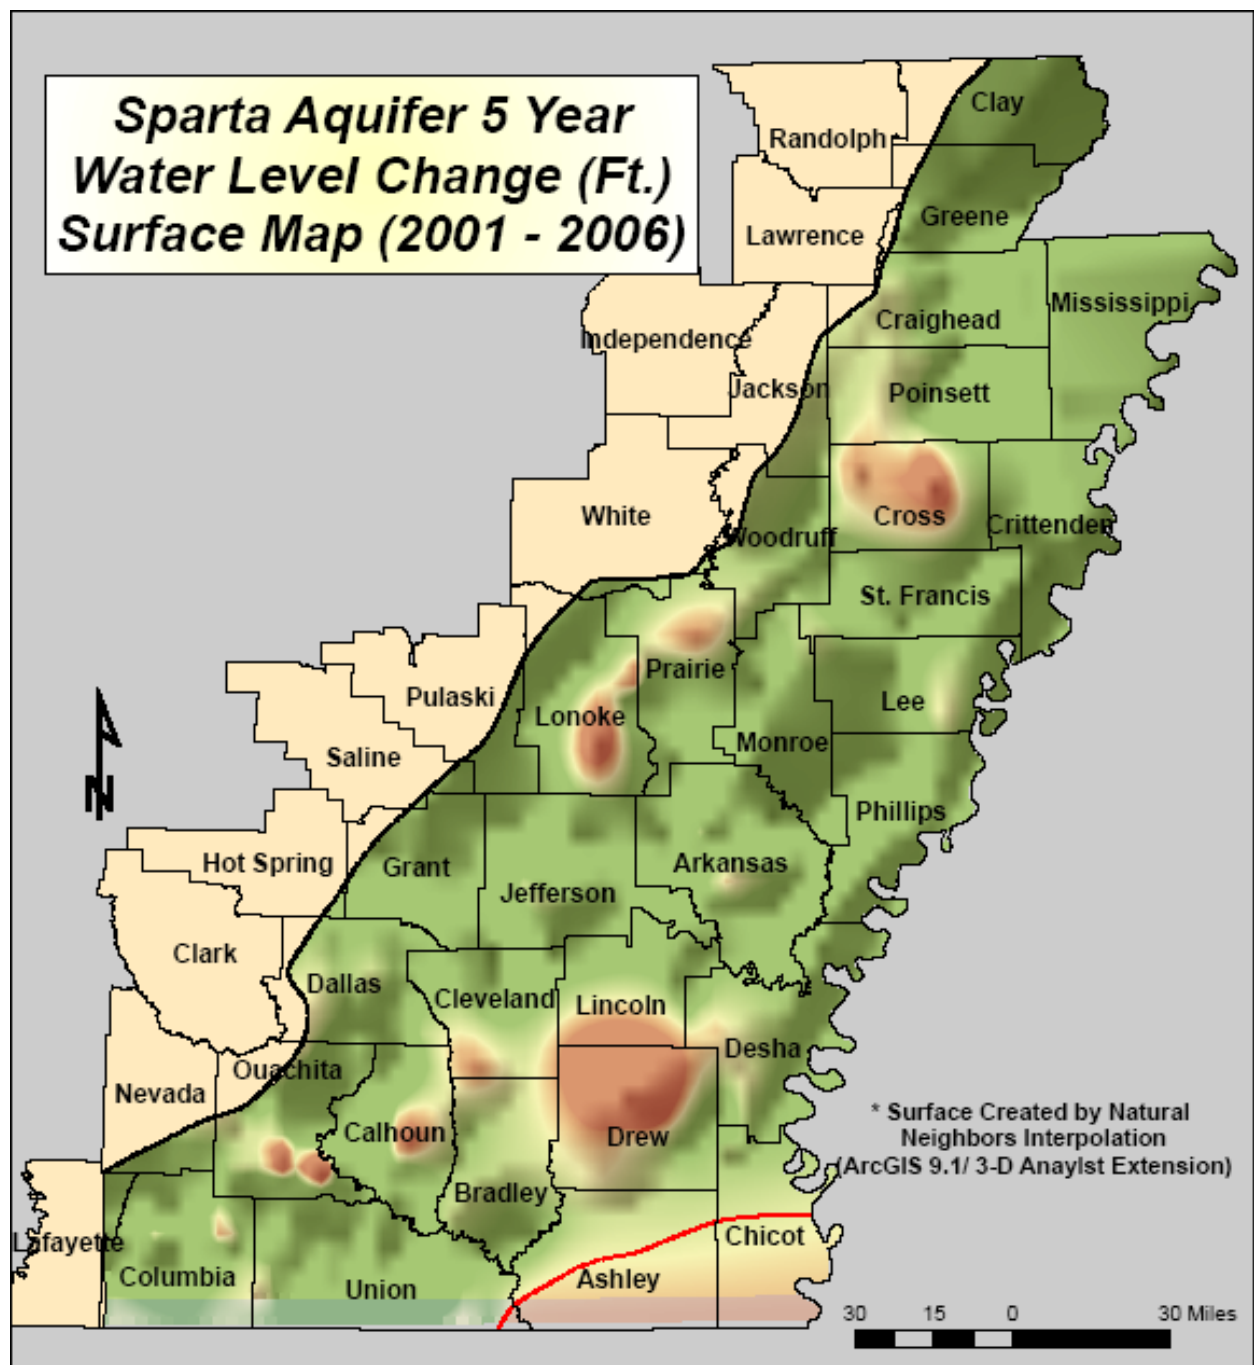 Sparta Aquifer 5 Year
Water Level Change (Ft.)
Surface Map (2001 - 2006)
Clay
Randolph
Greene
Lawrence
Mississippi
Craighead
Independence
Jackson
Poinsett
White
Cross
Crittenden
Woodruff
St. Francis
Prairie
Pulaski
Lee
Lonoke
Monroe
Saline
Phillips
Hot Spring
Grant
Arkansas
Jefferson
Clark
Dallas
Cleveland
Lincoln
Desha
Ouachita
Nevada
N
Calhoun
Drew
* Surface Created by Natural
Neighbors Interpolation
(ArcGIS 9.1/ 3-D Anaylst Extension)
Bradley
Chicot
Lafayette
Columbia
Union
Ashley
30 15 0 30 Miles